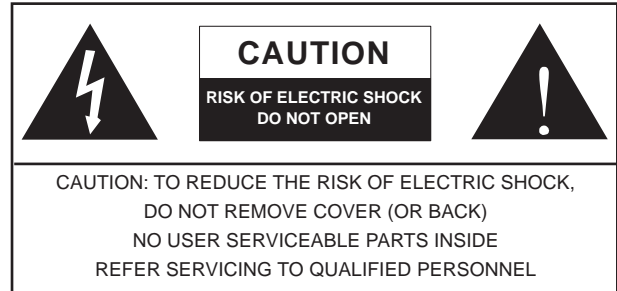 CAUTION
RISK OF ELECTRIC SHOCK
DO NOT OPEN
!
CAUTION: TO REDUCE THE RISK OF ELECTRIC SHOCK,
DO NOT REMOVE COVER (OR BACK)
NO USER SERVICEABLE PARTS INSIDE
REFER SERVICING TO QUALIFIED PERSONNEL